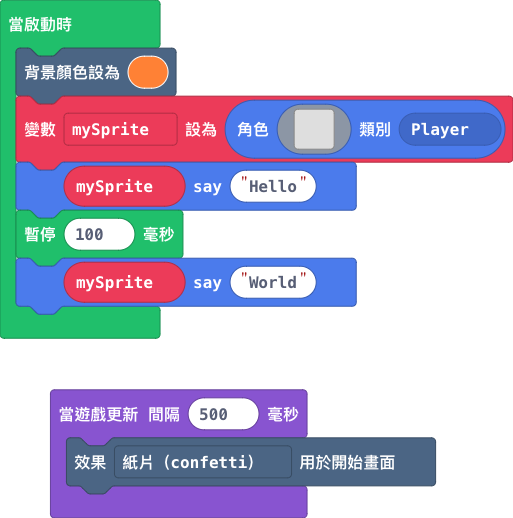 當啟動時
背景顏色設為
變數 mySprite 設為 角色 類別 Player
mySprite say "Hello"
暫停 100 毫秒
mySprite say "World"
當遊戲更新 間隔 500 毫秒
效果 紙片 (confetti) 用於開始畫面